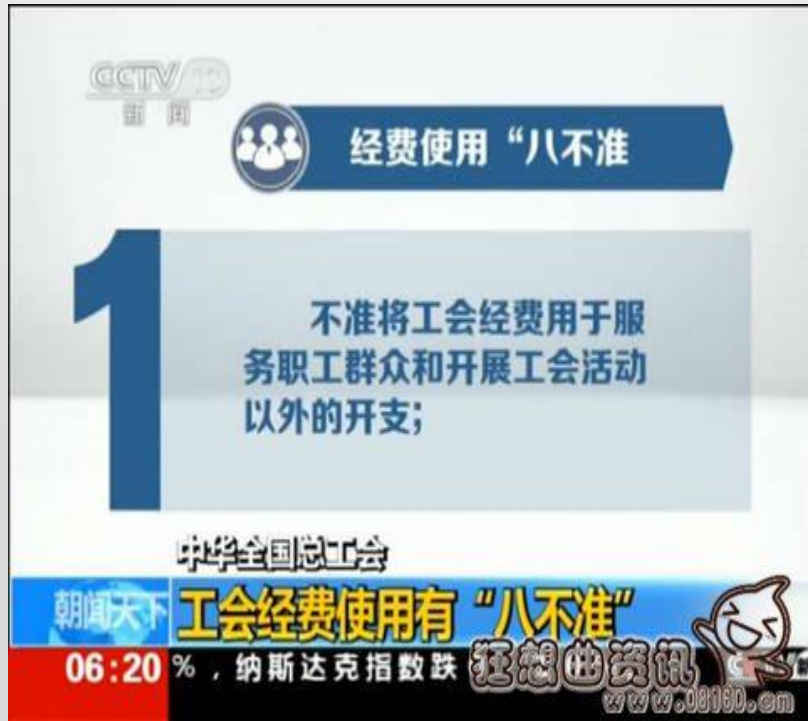 CCTV 13
新闻
经费使用“八不准
1
不准将工会经费用于服
务职工群众和开展工会活动
以外的开支;
中华全国总工会
朝闻天下
工会经费使用有“八不准”
06:20 %，纳斯达克指数跌
狂想曲资讯
www.08160.cn